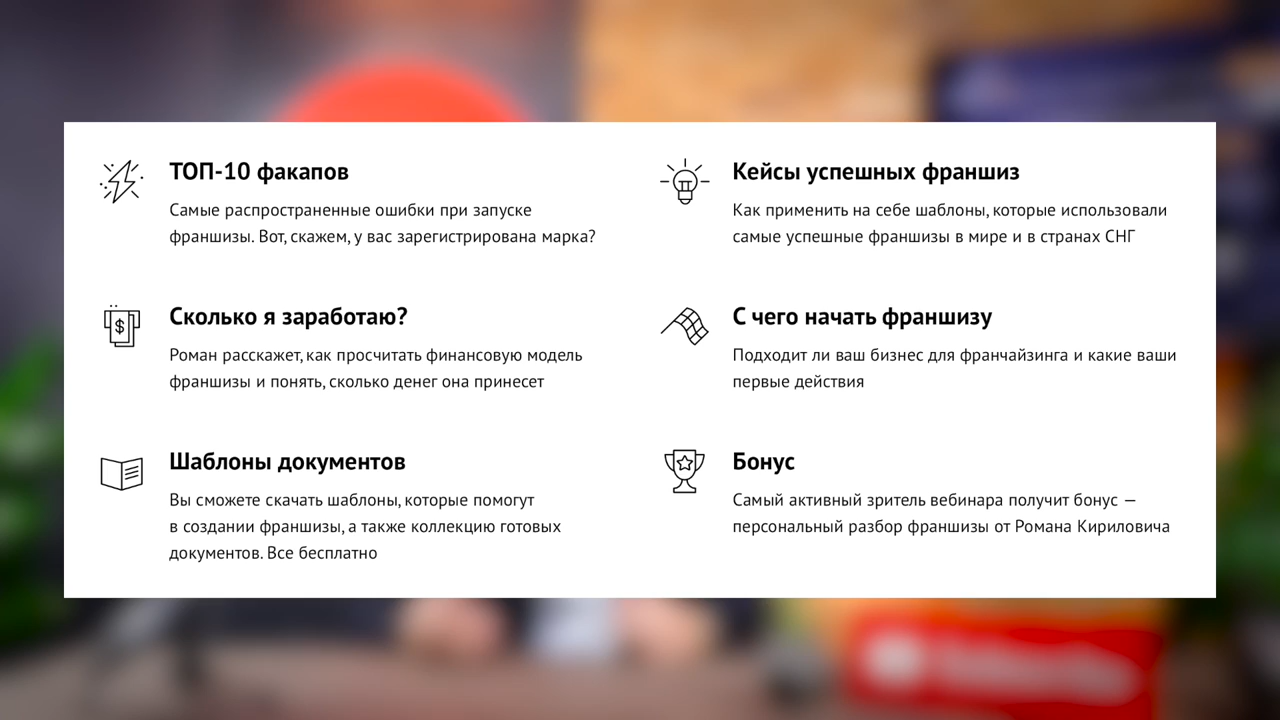 ТОП-10 факапов
Самые распространенные ошибки при запуске
франшизы. Вот, скажем, у вас зарегистрирована марка?
Кейсы успешных франшиз
Как применить на себе шаблоны, которые использовали
самые успешные франшизы в мире и в странах СНГ
Сколько я заработаю?
Роман расскажет, как просчитать финансовую модель
франшизы и понять, сколько денег она принесет
С чего начать франшизу
Подходит ли ваш бизнес для франчайзинга и какие ваши
первые действия
Шаблоны документов
Вы сможете скачать шаблоны, которые помогут
в создании франшизы, а также коллекцию готовых
документов. Все бесплатно
Бонус
Самый активный зритель вебинара получит бонус —
персональный разбор франшизы от Романа Кириловича